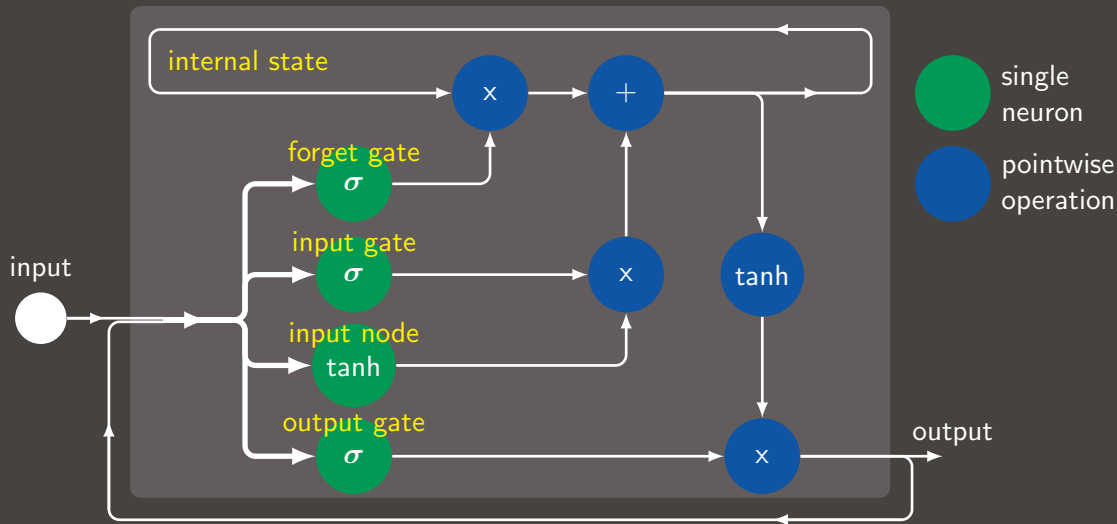 internal state
x
+
single
neuron
forget gate
σ
pointwise
operation
input gate
σ
x
tanh
input
input node
tanh
output gate
σ
x
output